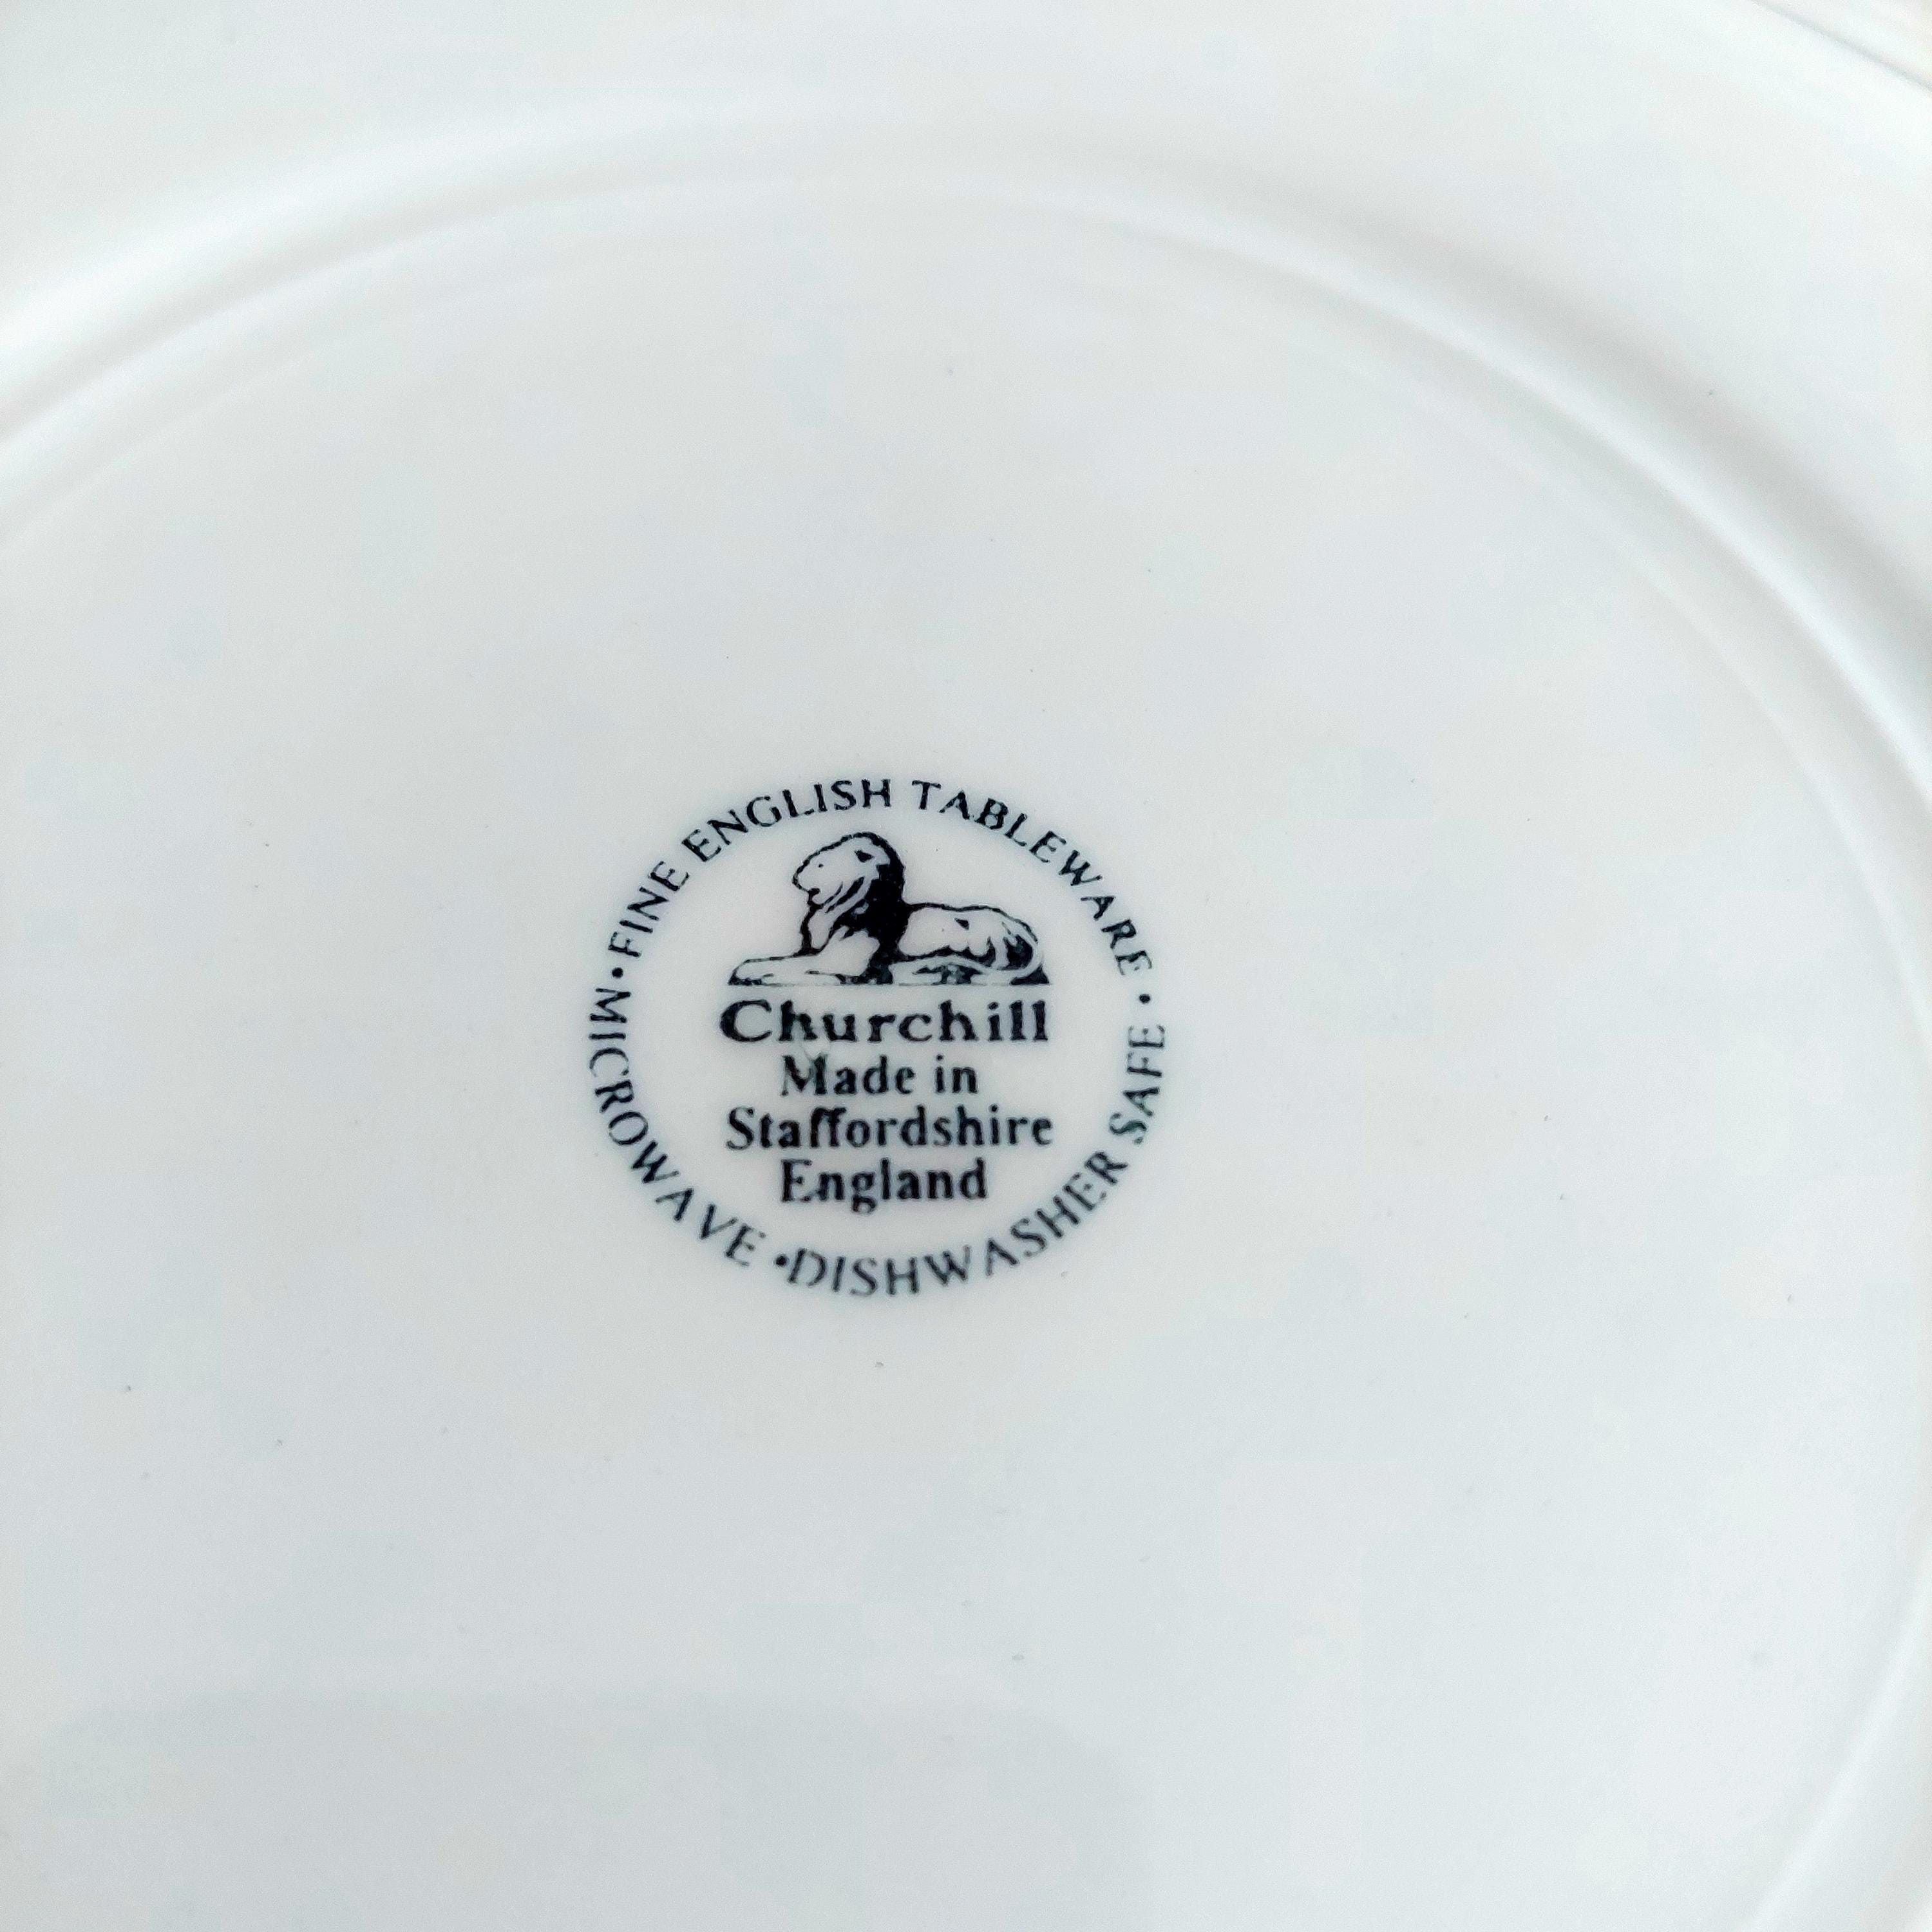 • FINE ENGLISH TABLEWARE •
Churchill
Made in
Staffordshire
England
MICROWAVE • DISHWASHER SAFE